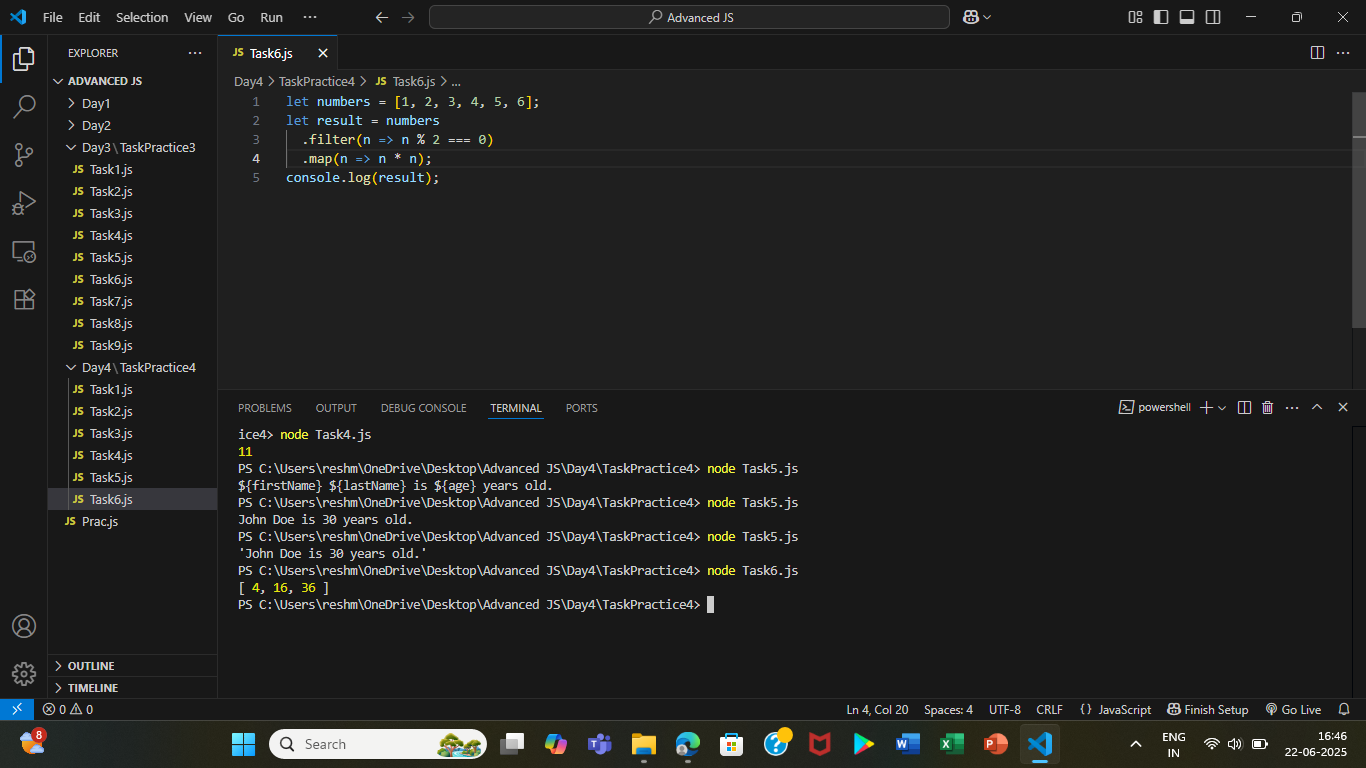 File Edit Selection View Go Run ···
Advanced JS
EXPLORER ···
ADVANCED JS
Day1
Day2
Day3\TaskPractice3
JS Task1.js
JS Task2.js
JS Task3.js
JS Task4.js
JS Task5.js
JS Task6.js
JS Task7.js
JS Task8.js
JS Task9.js
Day4\TaskPractice4
JS Task1.js
JS Task2.js
JS Task3.js
JS Task4.js
JS Task5.js
JS Task6.js
JS Prac.js
OUTLINE
TIMELINE
JS Task6.js
Day4 > TaskPractice4 > JS Task6.js > ...
1 let numbers = [1, 2, 3, 4, 5, 6];
2 let result = numbers
3 .filter(n => n % 2 === 0)
4 .map(n => n * n);
5 console.log(result);
PROBLEMS OUTPUT DEBUG CONSOLE TERMINAL PORTS
powershell
ice4> node Task4.js
11
PS C:\Users\reshm\OneDrive\Desktop\Advanced JS\Day4\TaskPractice4> node Task5.js
${firstName} ${lastName} is ${age} years old.
PS C:\Users\reshm\OneDrive\Desktop\Advanced JS\Day4\TaskPractice4> node Task5.js
John Doe is 30 years old.
PS C:\Users\reshm\OneDrive\Desktop\Advanced JS\Day4\TaskPractice4> node Task5.js
'John Doe is 30 years old.'
PS C:\Users\reshm\OneDrive\Desktop\Advanced JS\Day4\TaskPractice4> node Task6.js
[ 4, 16, 36 ]
PS C:\Users\reshm\OneDrive\Desktop\Advanced JS\Day4\TaskPractice4>
0 0
Ln 4, Col 20 Spaces: 4 UTF-8 CRLF {} JavaScript Finish Setup Go Live
8
Search
ENG
IN
16:46
22-06-2025